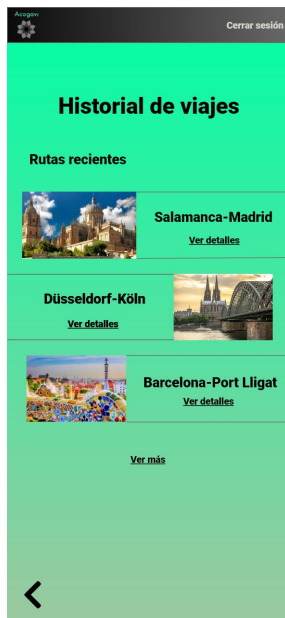 Acogavi
Cerrar sesión
Historial de viajes
Rutas recientes
Salamanca-Madrid
Ver detalles
Düsseldorf-Köln
Ver detalles
Barcelona-Port Lligat
Ver detalles
Ver más